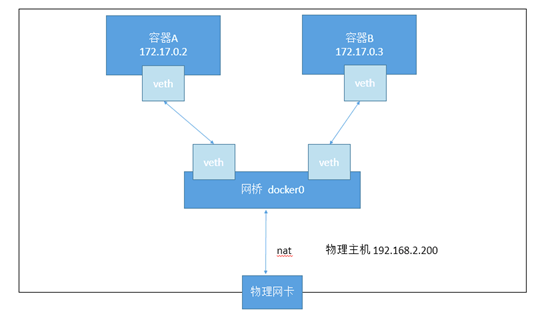 容器A
172.17.0.2
容器B
172.17.0.3
veth
veth
veth
veth
网桥 docker0
nat
物理主机 192.168.2.200
物理网卡